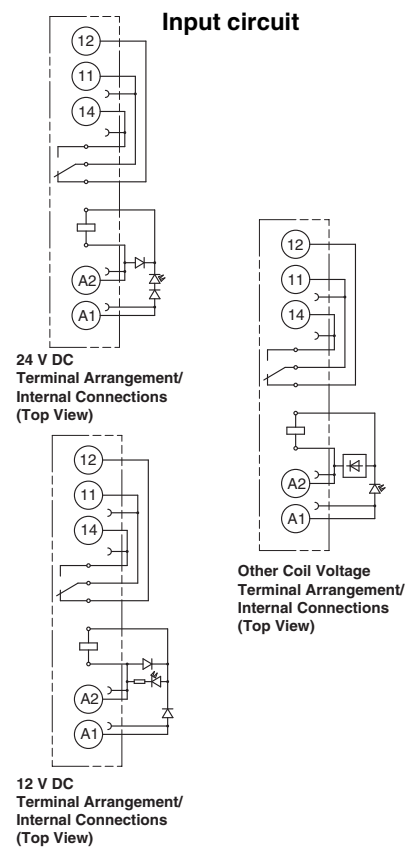 Input circuit
12
11
14
A2
A1
24 V DC
Terminal Arrangement/
Internal Connections
(Top View)
12
11
14
A2
A1
Other Coil Voltage
Terminal Arrangement/
Internal Connections
(Top View)
12
11
14
A2
A1
12 V DC
Terminal Arrangement/
Internal Connections
(Top View)